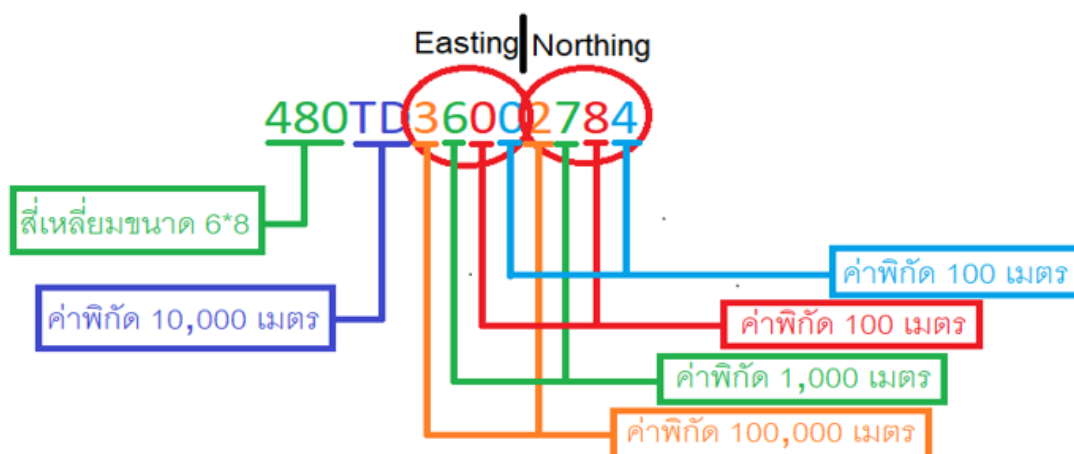 Easting Northing
480TD36002784
สี่เหลี่ยมขนาด 6*8
ค่าพิกัด 100 เมตร
ค่าพิกัด 10,000 เมตร
ค่าพิกัด 100 เมตร
ค่าพิกัด 1,000 เมตร
ค่าพิกัด 100,000 เมตร